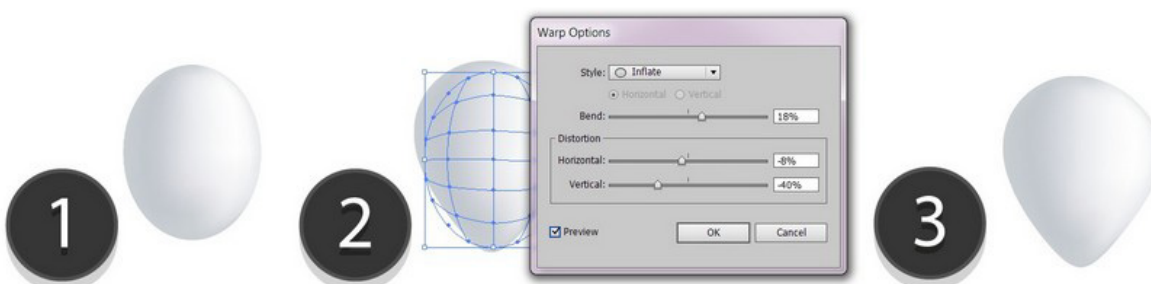 Warp Options
Style: Inflate
Horizontal Vertical
Bend: 18%
Distortion
Horizontal: -8%
Vertical: -40%
Preview OK Cancel
1 2 3